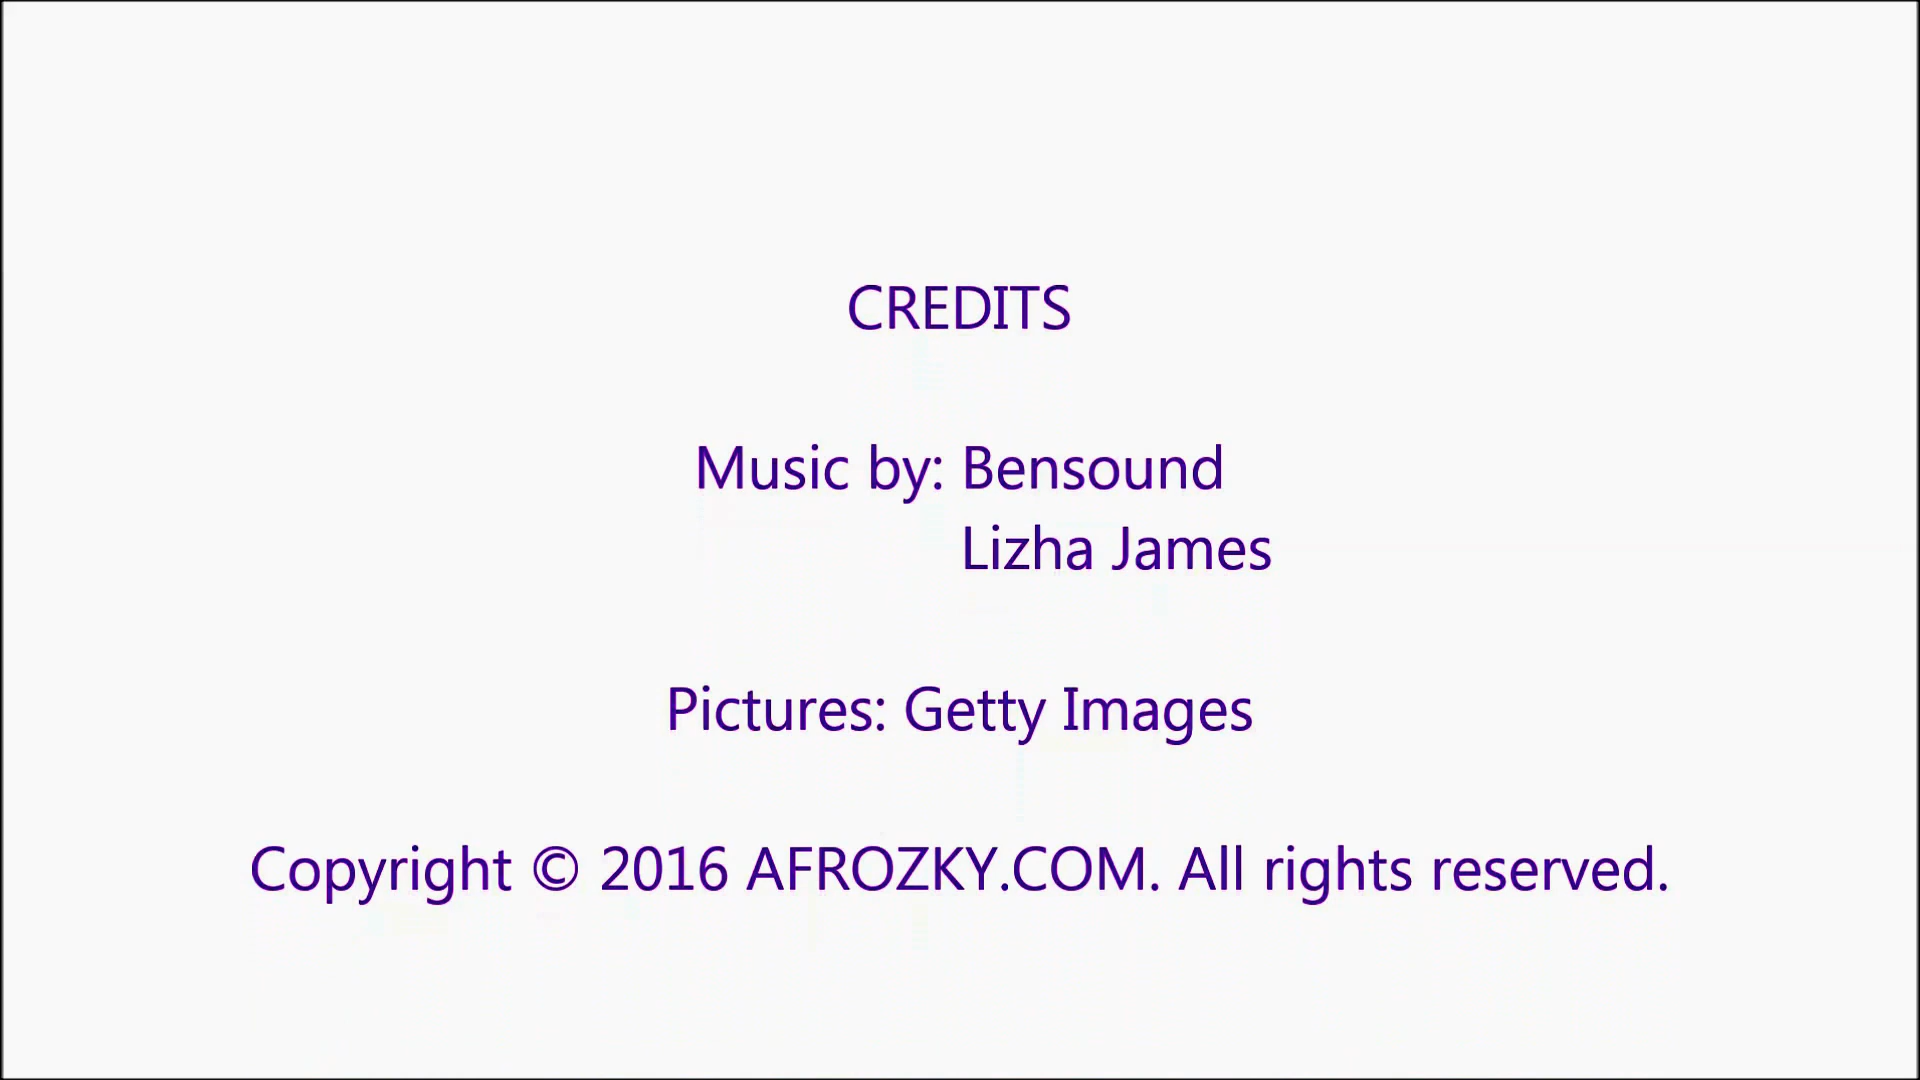 CREDITS
Music by: Bensound
Lizha James
Pictures: Getty Images
Copyright © 2016 AFROZKY.COM. All rights reserved.